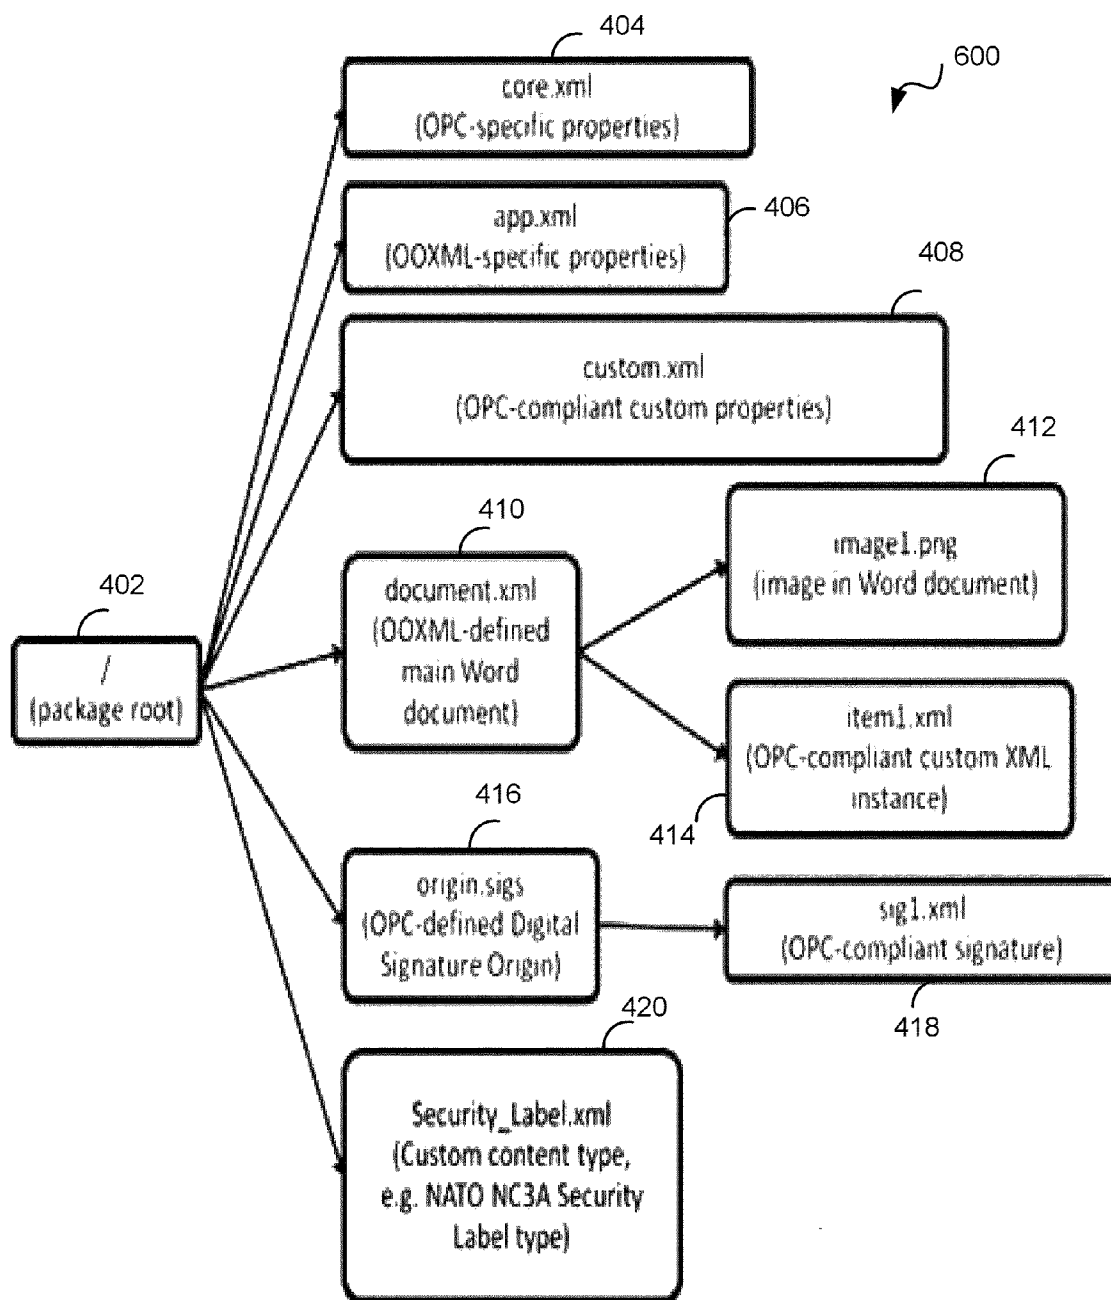 404
core.xml
(OPC-specific properties)
600
app.xml
(OOXML-specific properties)
406
408
custom.xml
(OPC-compliant custom properties)
412
image1.png
(image in Word document)
410
document.xml
(OOXML-defined
main Word
document)
402
/
(package root)
item1.xml
(OPC-compliant custom XML
instance)
414
416
origin.sigs
(OPC-defined Digital
Signature Origin)
sig1.xml
(OPC-compliant signature)
418
420
Security_Label.xml
(Custom content type,
e.g. NATO NC3A Security
Label type)